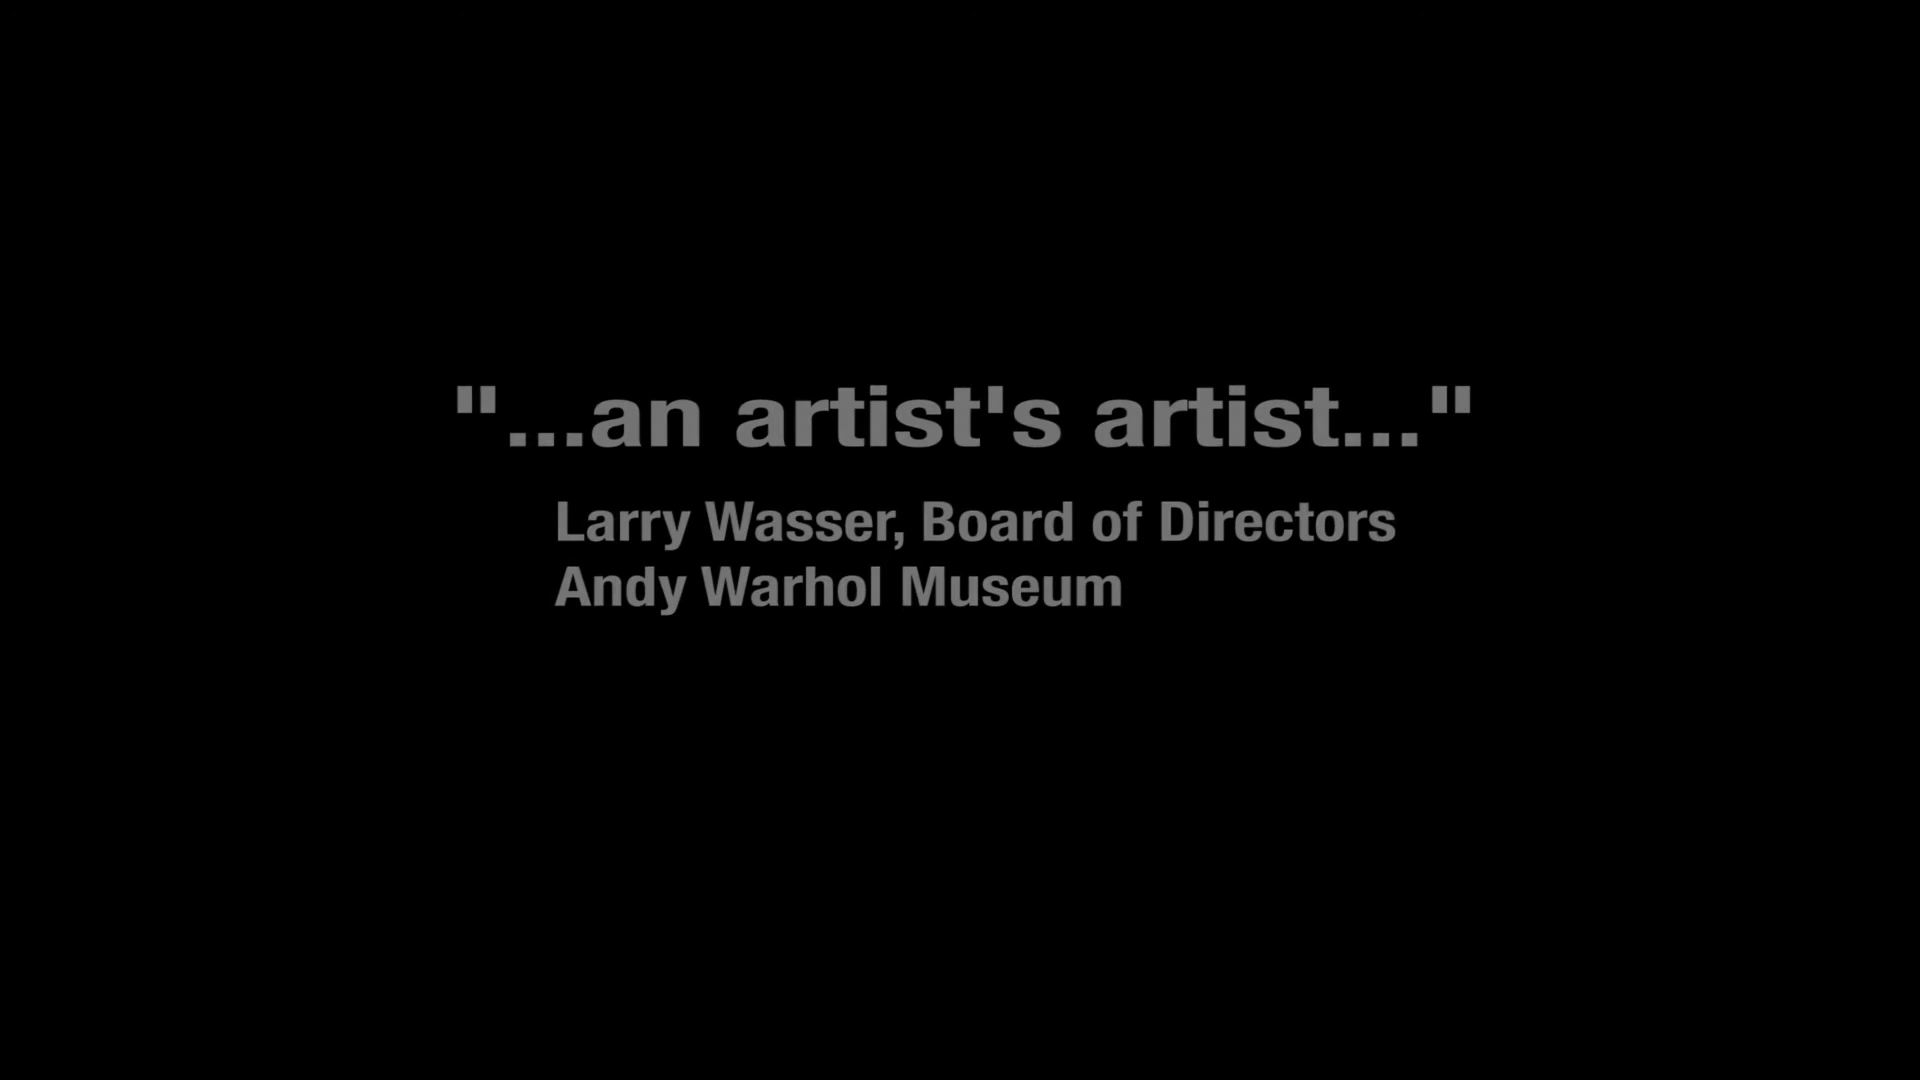 "...an artist's artist..."
Larry Wasser, Board of Directors
Andy Warhol Museum